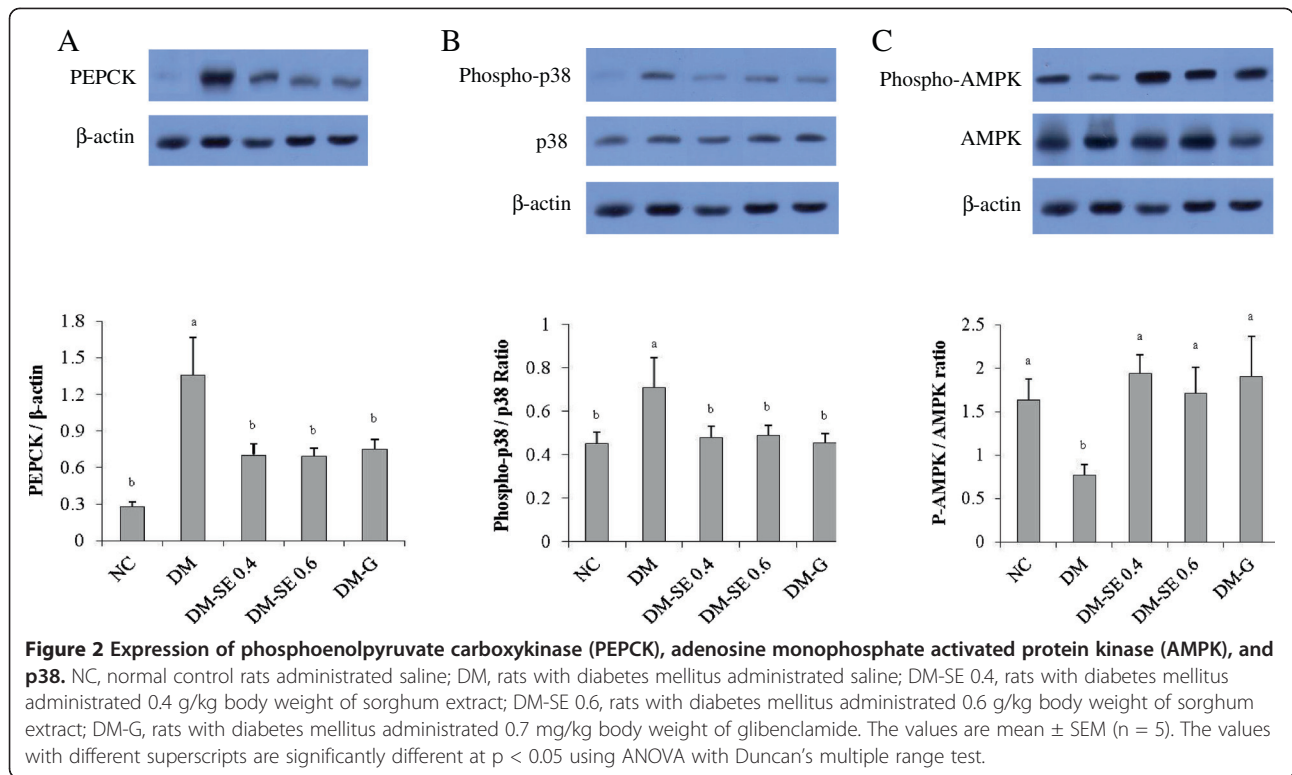 A
B
C
PEPCK
β-actin
Phospho-p38
p38
β-actin
Phospho-AMPK
AMPK
β-actin
PEPCK / β-actin
1.8
1.5
1.2
0.9
0.6
0.3
0
b
a
b
b
b
NC
DM
DM-SE 0.4
DM-SE 0.6
DM-G
Phospho-p38 / p38 Ratio
1
0.8
0.6
0.4
0.2
0
b
a
b
b
b
NC
DM
DM-SE 0.4
DM-SE 0.6
DM-G
P-AMPK / AMPK ratio
2.5
2
1.5
1
0.5
0
a
b
a
a
a
NC
DM
DM-SE 0.4
DM-SE 0.6
DM-G
Figure 2 Expression of phosphoenolpyruvate carboxykinase (PEPCK), adenosine monophosphate activated protein kinase (AMPK), and
p38. NC, normal control rats administrated saline; DM, rats with diabetes mellitus administrated saline; DM-SE 0.4, rats with diabetes mellitus
administrated 0.4 g/kg body weight of sorghum extract; DM-SE 0.6, rats with diabetes mellitus administrated 0.6 g/kg body weight of sorghum
extract; DM-G, rats with diabetes mellitus administrated 0.7 mg/kg body weight of glibenclamide. The values are mean ± SEM (n = 5). The values
with different superscripts are significantly different at p < 0.05 using ANOVA with Duncan's multiple range test.